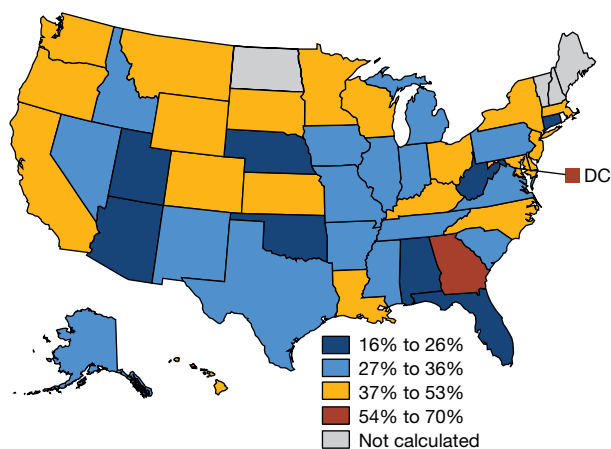 DC
16% to 26%
27% to 36%
37% to 53%
54% to 70%
Not calculated